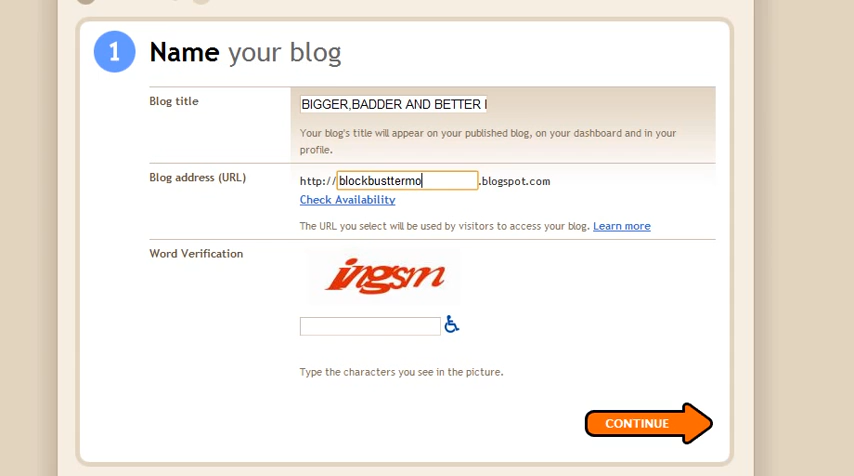 1 Name your blog
Blog title
BIGGER,BADDER AND BETTER
Your blog's title will appear on your published blog, on your dashboard and in your
profile.
Blog address (URL)
http:// blockbusttermo .blogspot.com
Check Availability
The URL you select will be used by visitors to access your blog. Learn more
Word Verification
ingsm
Type the characters you see in the picture.
CONTINUE